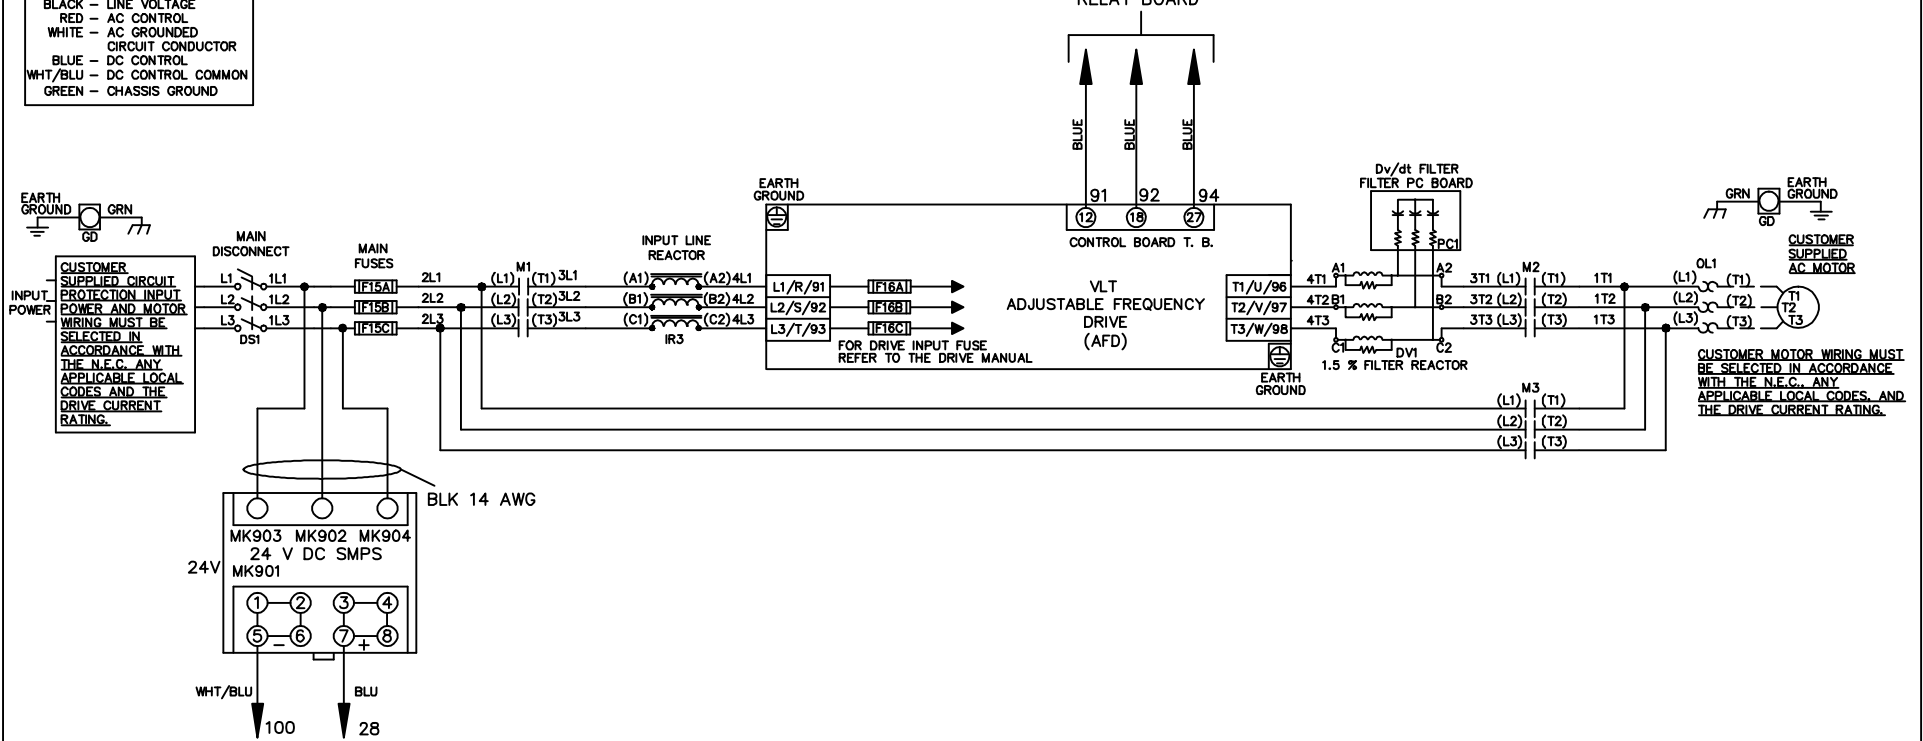 BLACK – LINE VOLTAGE
RED – AC CONTROL
WHITE – AC GROUNDED
CIRCUIT CONDUCTOR
BLUE – DC CONTROL
WHT/BLU – DC CONTROL COMMON
GREEN – CHASSIS GROUND
RELAY BOARD
BLUE
BLUE
BLUE
91
92
94
12
18
27
CONTROL BOARD T. B.
EARTH
GROUND
GRN
GD
INPUT
POWER
CUSTOMER
SUPPLIED CIRCUIT
PROTECTION INPUT
POWER AND MOTOR
WIRING MUST BE
SELECTED IN
ACCORDANCE WITH
THE N.E.C. ANY
APPLICABLE LOCAL
CODES AND THE
DRIVE CURRENT
RATING.
MAIN
DISCONNECT
L1 1L1
L2 1L2
L3 1L3
DS1
MAIN
FUSES
F15A
F15B
F15C
2L1
2L2
2L3
M1
(L1) (T1) 3L1
(L2) (T2) 3L2
(L3) (T3) 3L3
INPUT LINE
REACTOR
(A1) (A2) 4L1
(B1) (B2) 4L2
(C1) (C2) 4L3
IR3
EARTH
GROUND
L1/R/91
L2/S/92
L3/T/93
F16A
F16B
F16C
FOR DRIVE INPUT FUSE
REFER TO THE DRIVE MANUAL
VLT
ADJUSTABLE FREQUENCY
DRIVE
(AFD)
T1/U/96
T2/V/97
T3/W/98
EARTH
GROUND
Dv/dt FILTER
FILTER PC BOARD
PC1
4T1 A1 A2
4T2 B1 B2
4T3 C1 C2
DV1
1.5 % FILTER REACTOR
M2
3T1 (L1) (T1) 1T1
3T2 (L2) (T2) 1T2
3T3 (L3) (T3) 1T3
M3
(L1) (T1)
(L2) (T2)
(L3) (T3)
OL1
(L1) (T1)
(L2) (T2)
(L3) (T3)
T1
T2
T3
GRN
GD
EARTH
GROUND
CUSTOMER
SUPPLIED
AC MOTOR
CUSTOMER MOTOR WIRING MUST
BE SELECTED IN ACCORDANCE
WITH THE N.E.C., ANY
APPLICABLE LOCAL CODES, AND
THE DRIVE CURRENT RATING.
BLK 14 AWG
MK903 MK902 MK904
24 V DC SMPS
24V
MK901
1 2 3 4
5 – 6 7 + 8
WHT/BLU
BLU
100
28